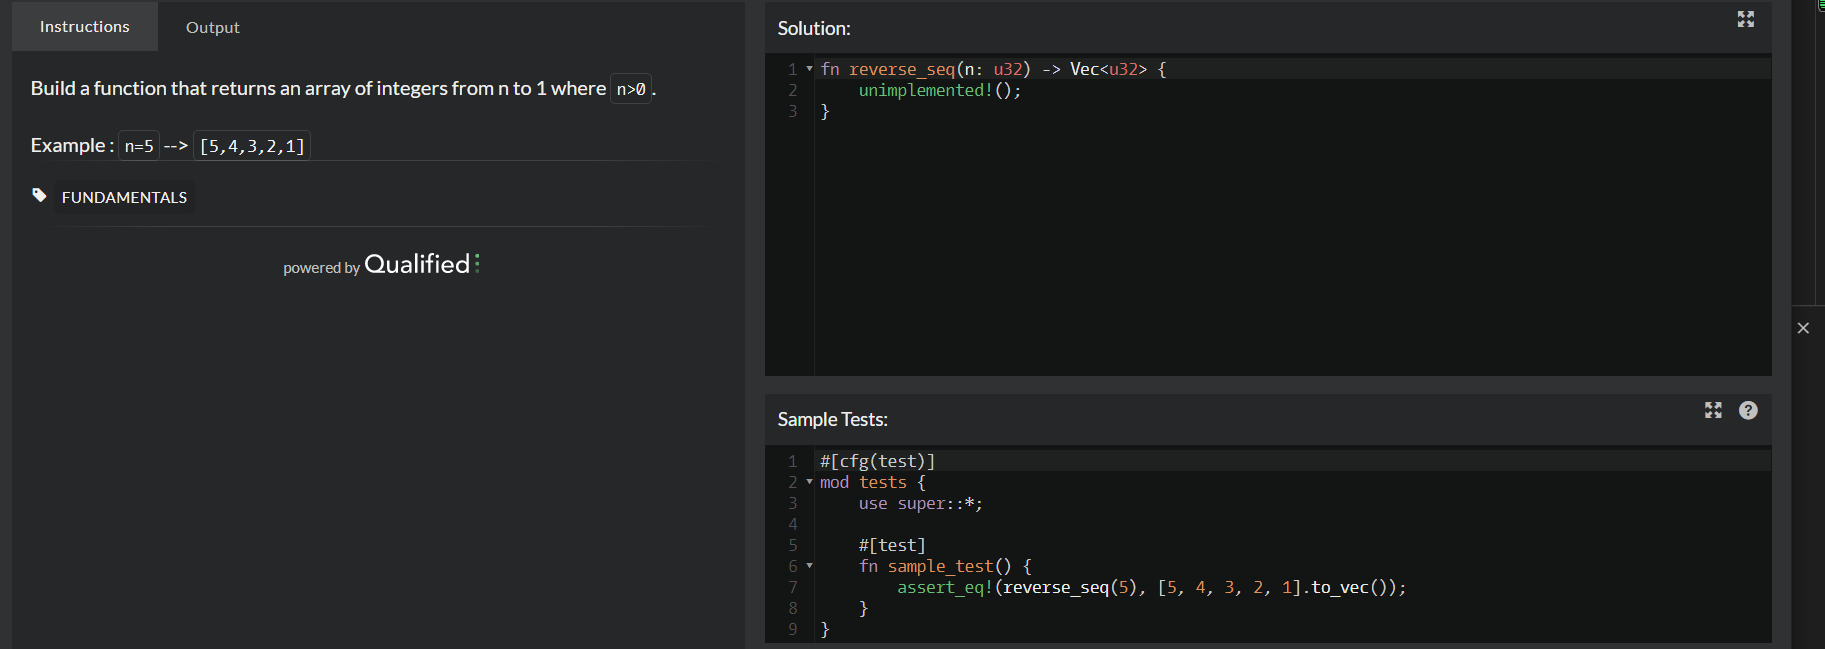 Instructions
Output
Build a function that returns an array of integers from n to 1 where n>0.
Example : n=5 --> [5,4,3,2,1]
FUNDAMENTALS
powered by Qualified
Solution:
1 fn reverse_seq(n: u32) -> Vec<u32> {
2     unimplemented!();
3 }
Sample Tests:
1 #[cfg(test)]
2 mod tests {
3     use super::*;
4
5     #[test]
6     fn sample_test() {
7         assert_eq!(reverse_seq(5), [5, 4, 3, 2, 1].to_vec());
8     }
9 }